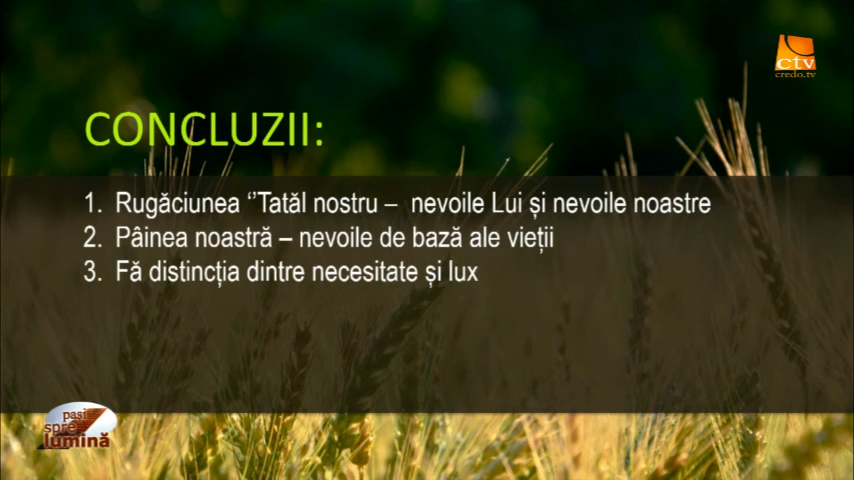 ctv
credo.tv
CONCLUZII:
1. Rugăciunea ‘’Tatăl nostru – nevoile Lui și nevoile noastre
2. Pâinea noastră – nevoile de bază ale vieții
3. Fă distincția dintre necesitate și lux
pași
spre
lumină